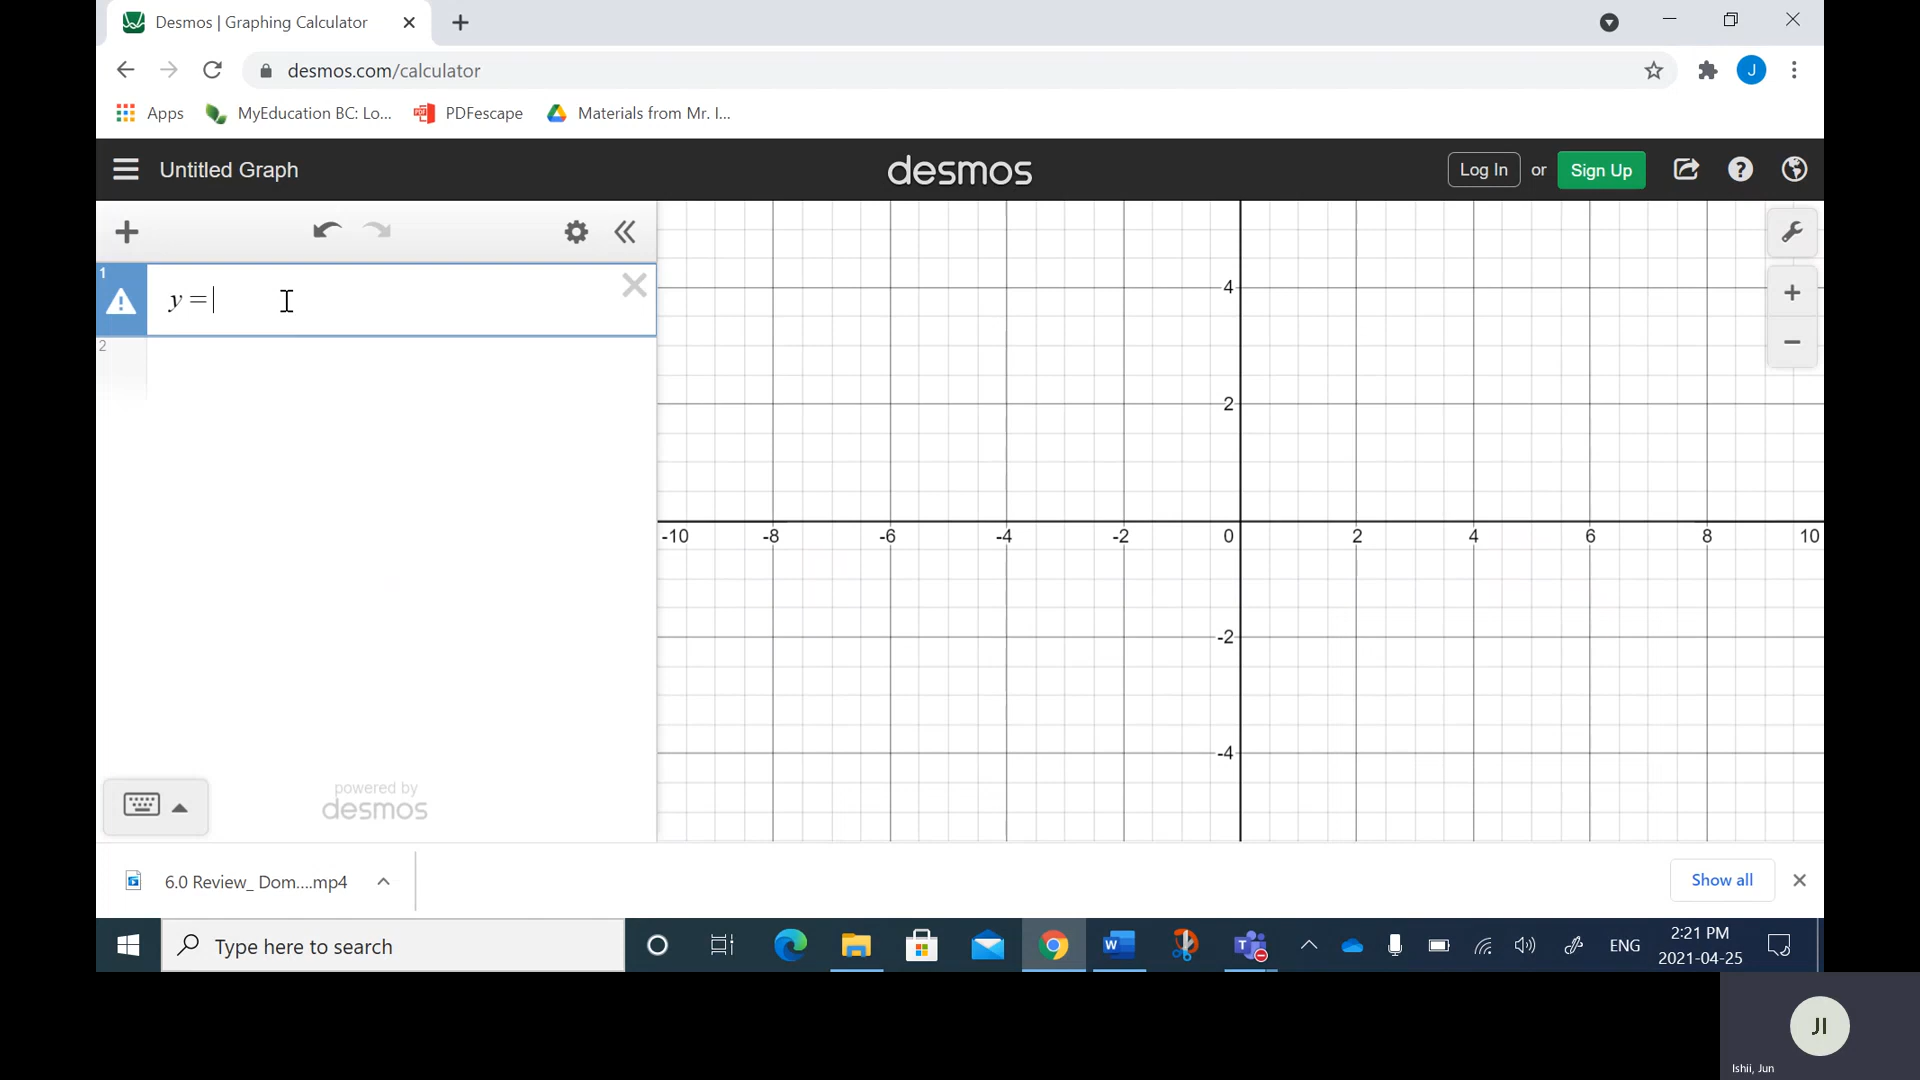 Desmos | Graphing Calculator
desmos.com/calculator
J
Apps
MyEducation BC: Lo...
PDFescape
Materials from Mr. I...
Untitled Graph
desmos
Log In or Sign Up
1
y =
2
4
2
-10 -8 -6 -4 -2 0 2 4 6 8 10
-2
-4
powered by
desmos
6.0 Review_ Dom....mp4
Show all
Type here to search
ENG
2:21 PM
2021-04-25
JI
Ishii, Jun